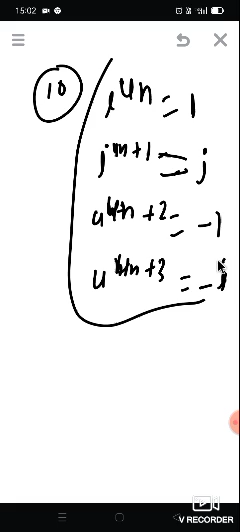 15:02
10
i^4n = 1
i^4n+1 = i
i^4n+2 = -1
i^4n+3 = -i
V RECORDER